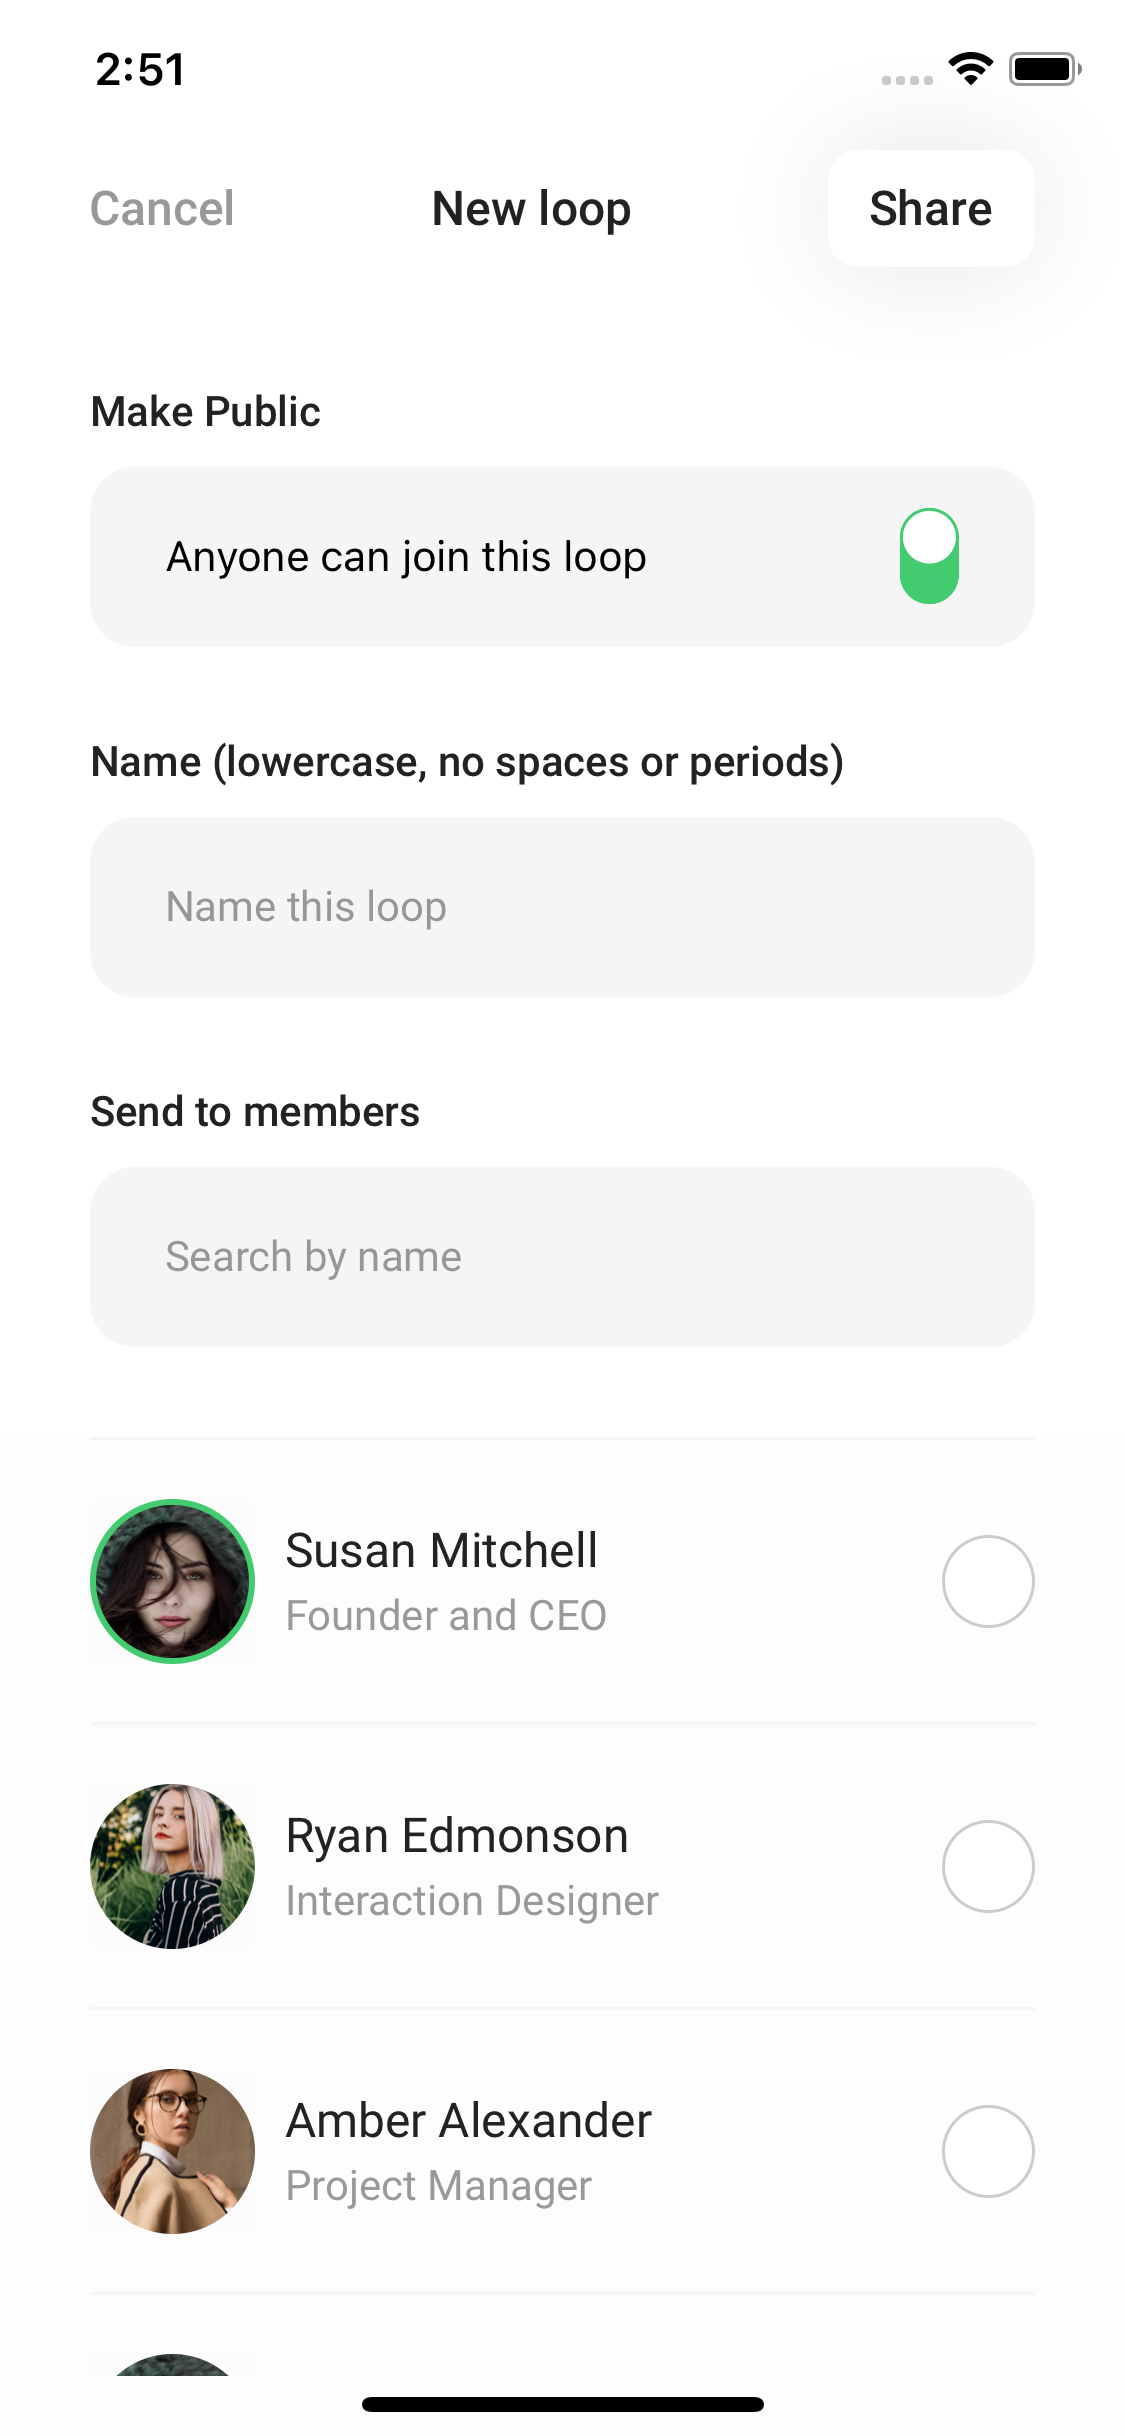 2:51
Cancel
New loop
Share
Make Public
Anyone can join this loop
Name (lowercase, no spaces or periods)
Name this loop
Send to members
Search by name
Susan Mitchell
Founder and CEO
Ryan Edmonson
Interaction Designer
Amber Alexander
Project Manager